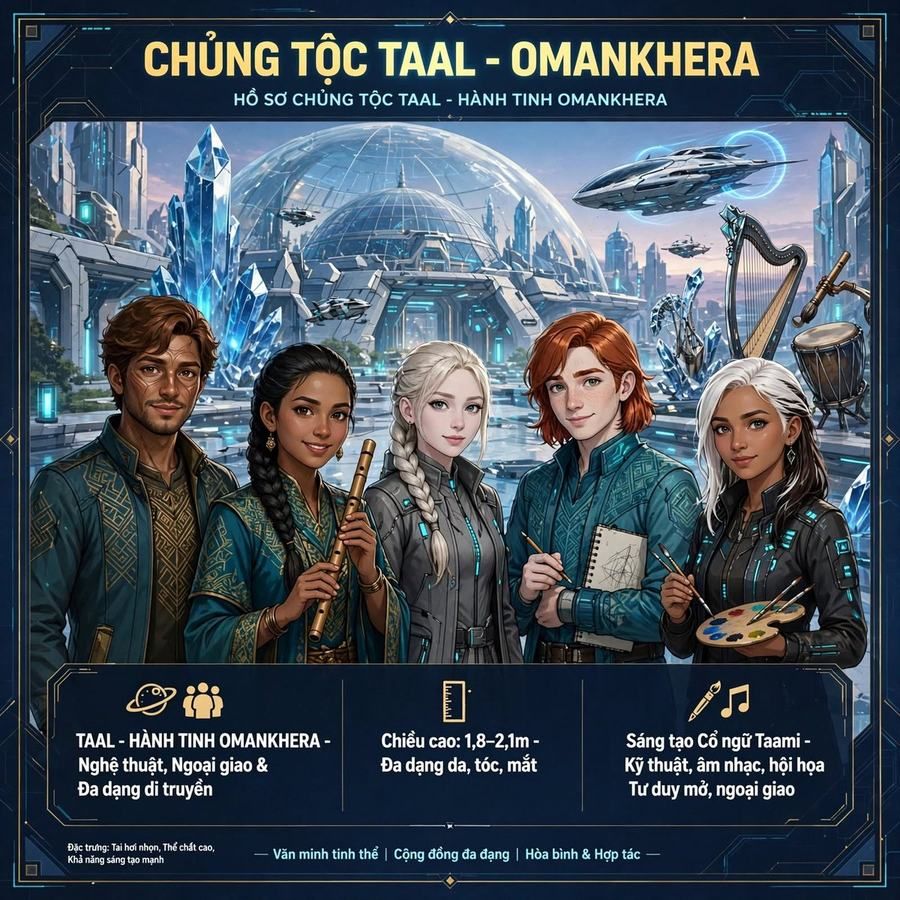 CHỦNG TỘC TAAL - OMANKHERA
HỒ SƠ CHỦNG TỘC TAAL - HÀNH TINH OMANKHERA
TAAL - HÀNH TINH OMANKHERA -
Nghệ thuật, Ngoại giao &
Đa dạng di truyền
Chiều cao: 1,8–2,1m -
Đa dạng da, tóc, mắt
Sáng tạo Cổ ngữ Taami -
Kỹ thuật, âm nhạc, hội họa
Tư duy mở, ngoại giao
Đặc trưng: Tai hơi nhọn, Thể chất cao,
Khả năng sáng tạo mạnh
— Văn minh tinh thể | Cộng đồng đa dạng | Hòa bình & Hợp tác —